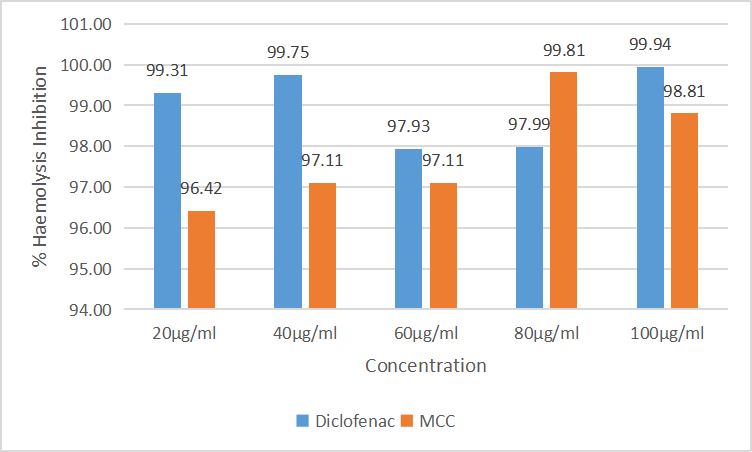 101.00
100.00
99.00
98.00
97.00
96.00
95.00
94.00
% Haemolysis Inhibition
99.31
96.42
99.75
97.11
97.93
97.11
97.99
99.81
99.94
98.81
20µg/ml
40µg/ml
60µg/ml
80µg/ml
100µg/ml
Concentration
Diclofenac
MCC